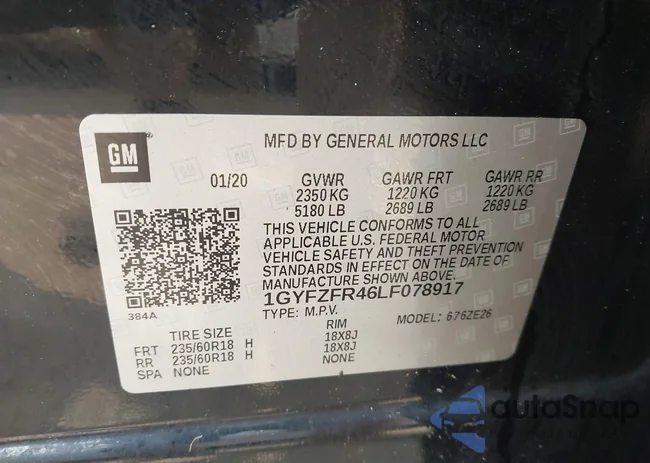 GM
MFD BY GENERAL MOTORS LLC
01/20 GVWR GAWR FRT GAWR RR
2350 KG 1220 KG 1220 KG
5180 LB 2689 LB 2689 LB
THIS VEHICLE CONFORMS TO ALL
APPLICABLE U.S. FEDERAL MOTOR
VEHICLE SAFETY AND THEFT PREVENTION
STANDARDS IN EFFECT ON THE DATE OF
MANUFACTURE SHOWN ABOVE.
1GYFZFR46LF078917
384A
TYPE: M.P.V. MODEL: 676ZE26
TIRE SIZE RIM
FRT 235/60R18 H 18X8J
RR 235/60R18 H 18X8J
SPA NONE NONE
autoSnap